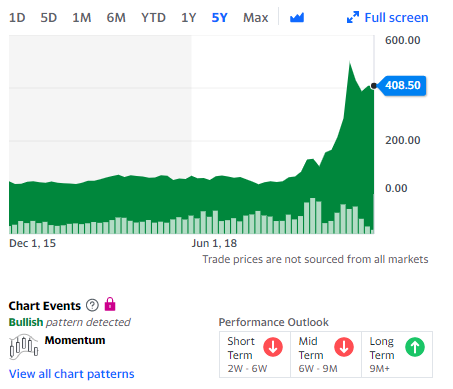 1D 5D 1M 6M YTD 1Y 5Y Max Full screen
600.00
408.50
200.00
0.00
Dec 1, 15 Jun 1, 18
Trade prices are not sourced from all markets
Chart Events ?
Bullish pattern detected
Performance Outlook
Momentum
Short Term
2W - 6W
Mid Term
6W - 9M
Long Term
9M+
View all chart patterns